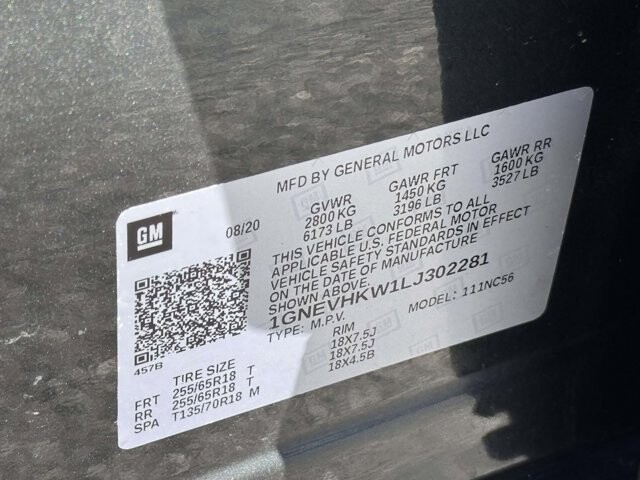 MFD BY GENERAL MOTORS LLC
GM 08/20
GVWR GAWR FRT GAWR RR
2800 KG 1450 KG 1600 KG
6173 LB 3196 LB 3527 LB
THIS VEHICLE CONFORMS TO ALL
APPLICABLE U.S. FEDERAL MOTOR
VEHICLE SAFETY STANDARDS IN EFFECT
ON THE DATE OF MANUFACTURE
SHOWN ABOVE.
1GNEVHKW1LJ302281
TYPE: M.P.V. MODEL: 111NC56
457B
TIRE SIZE RIM
FRT 255/65R18 T 18X7.5J
RR 255/65R18 T 18X7.5J
SPA T135/70R18 M 18X4.5B